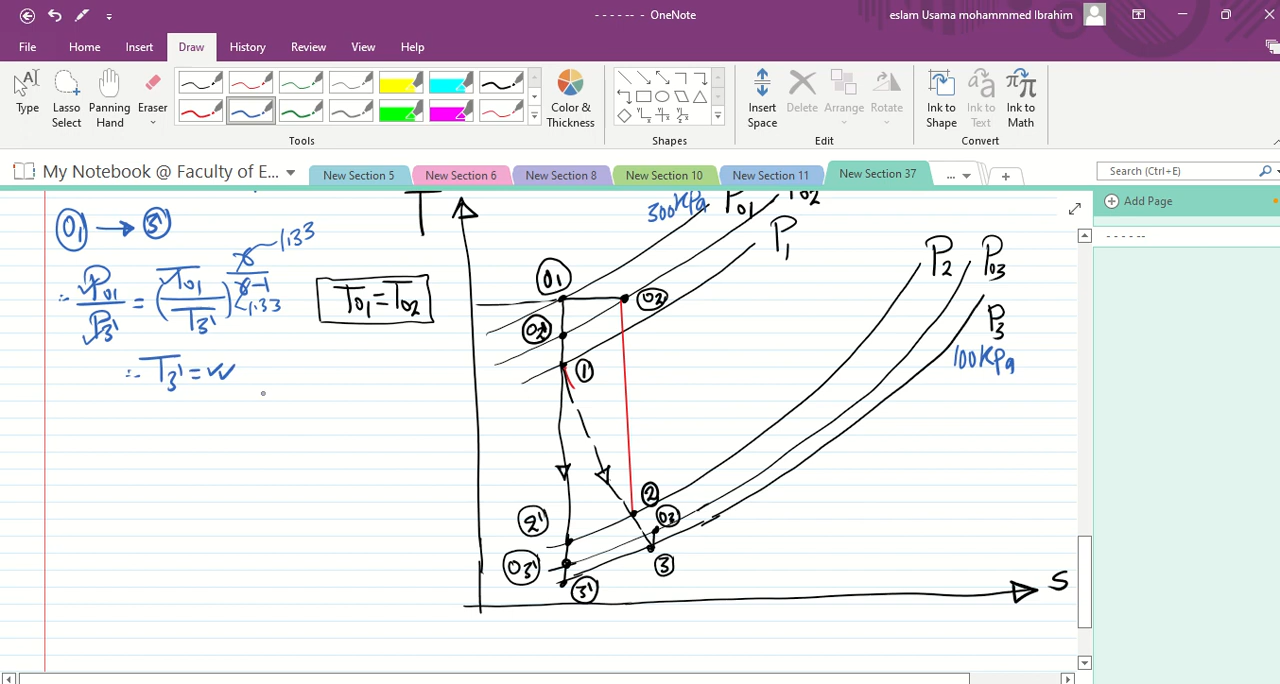 - - - - - - - OneNote
eslam Usama mohammmed Ibrahim
File Home Insert Draw History Review View Help
Type
Lasso Select
Panning Hand
Eraser
Color & Thickness
Insert Space
Delete
Arrange
Rotate
Ink to Shape
Ink to Text
Ink to Math
Tools
Shapes
Edit
Convert
My Notebook @ Faculty of E...
New Section 5
New Section 6
New Section 8
New Section 10
New Section 11
New Section 37
...
Search (Ctrl+E)
Add Page
- - - - - -
01 → 3'
∴ P01/P3' = (T01/T3')^(γ/(γ-1))
1.33
1.33
∴ T3' =
T01 = T02
T
300kPa
P01
P02
P1
P2
P03
P3
100kPa
01
02
02'
1
2
03
3
2'
03'
3'
S